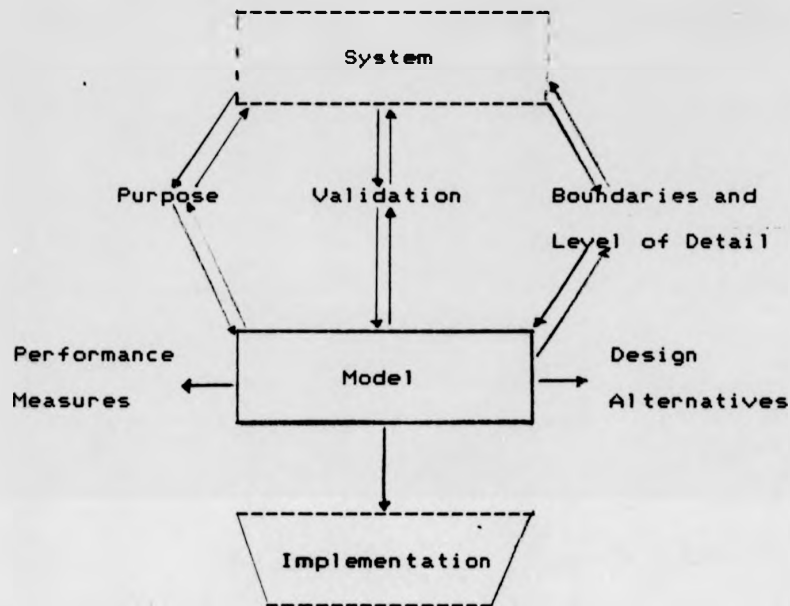 System
Purpose
Validation
Boundaries and
Level of Detail
Performance
Measures
Model
Design
Alternatives
Implementation